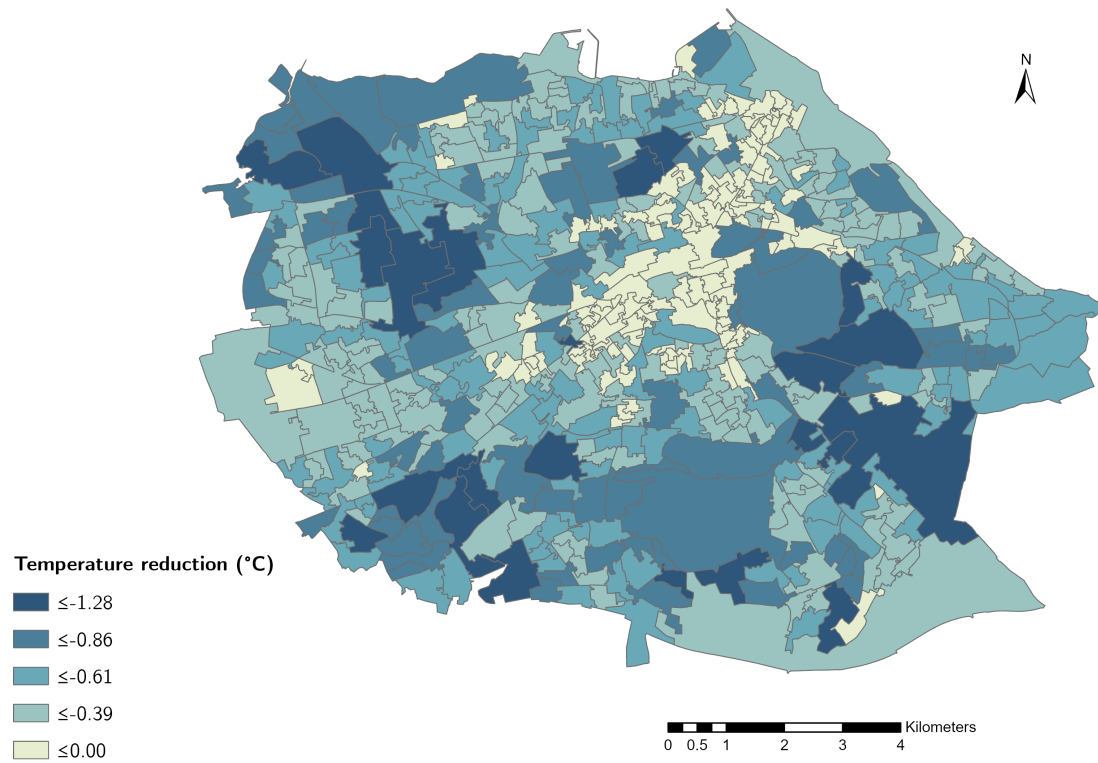 N
Temperature reduction (°C)
≤-1.28
≤-0.86
≤-0.61
≤-0.39
≤0.00
Kilometers
0 0.5 1 2 3 4